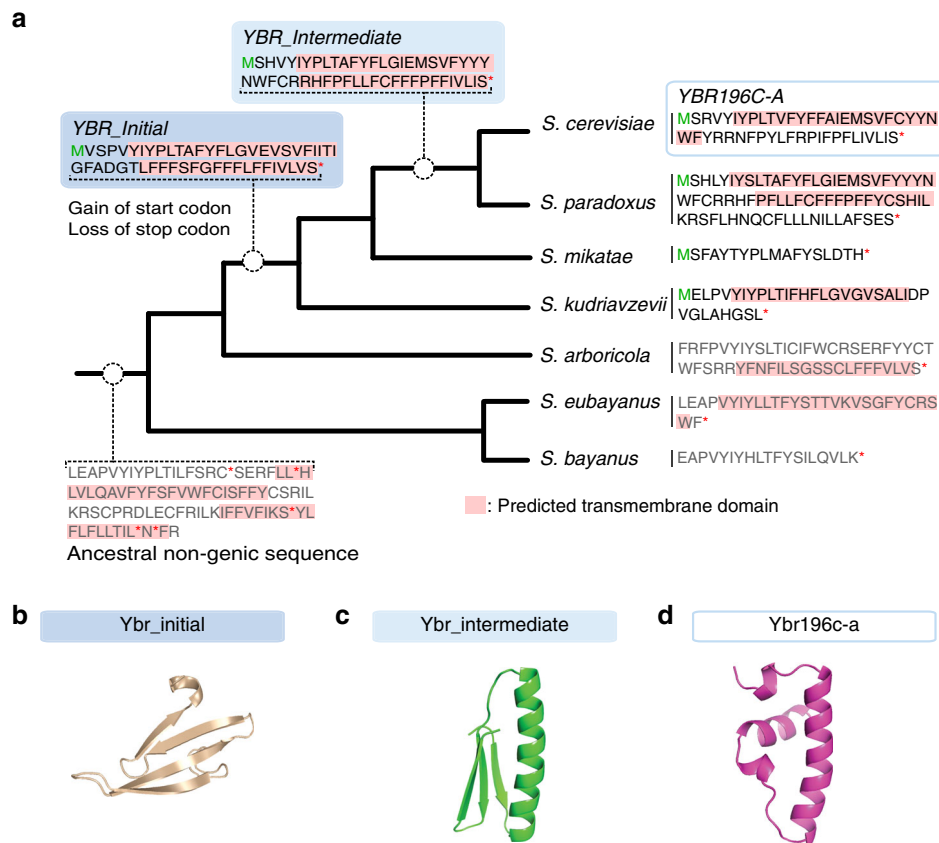 a
YBR_Intermediate
MSHVYIYPLTAFYFLGIEMSVFYYY
NWFCRRHFPFLLFCFFFPFFIVLIS*
YBR_Initial
MVSPVYIYPLTAFYFLGVEVSVFIITI
GFADGTLFFFSFGFFFLFFIVLVS*
Gain of start codon
Loss of stop codon
YBR196C-A
S. cerevisiae
MSRVYIYPLTVFYFFAIEMSVFCYYN
WFYRRNFPYLFRPIFPFLIVLIS*
S. paradoxus
MSHLYIYSLTAFYFLGIEMSVFYYYN
WFCRRHFPFLLFCFFFPFFYCSHIL
KRSFLHNQCFLLLNILLAFSES*
S. mikatae
MSFAYTYPLMAFYSLDTH*
S. kudriavzevii
MELPVYIYPLTIFHFLGVGVSALIDP
VGLAHGSL*
S. arboricola
FRFPVYIYSLTICIFWCRSERFYYCT
WFSRRYFNFILSGSSCLFFFVLVS*
S. eubayanus
LEAPVYIYLLTFYSTTVKVSGFYCRS
WF*
S. bayanus
EAPVYIYHLTFYSILQVLK*
LEAPVYIYPLTILFSRC*SERFLL*H
LVLQAVFYFSFVWFCISFFYCSRIL
KRSCPRDLECFRILKIFFVFIKS*YL
FLFLLTIL*N*FR
Ancestral non-genic sequence
: Predicted transmembrane domain
b
Ybr_initial
c
Ybr_intermediate
d
Ybr196c-a